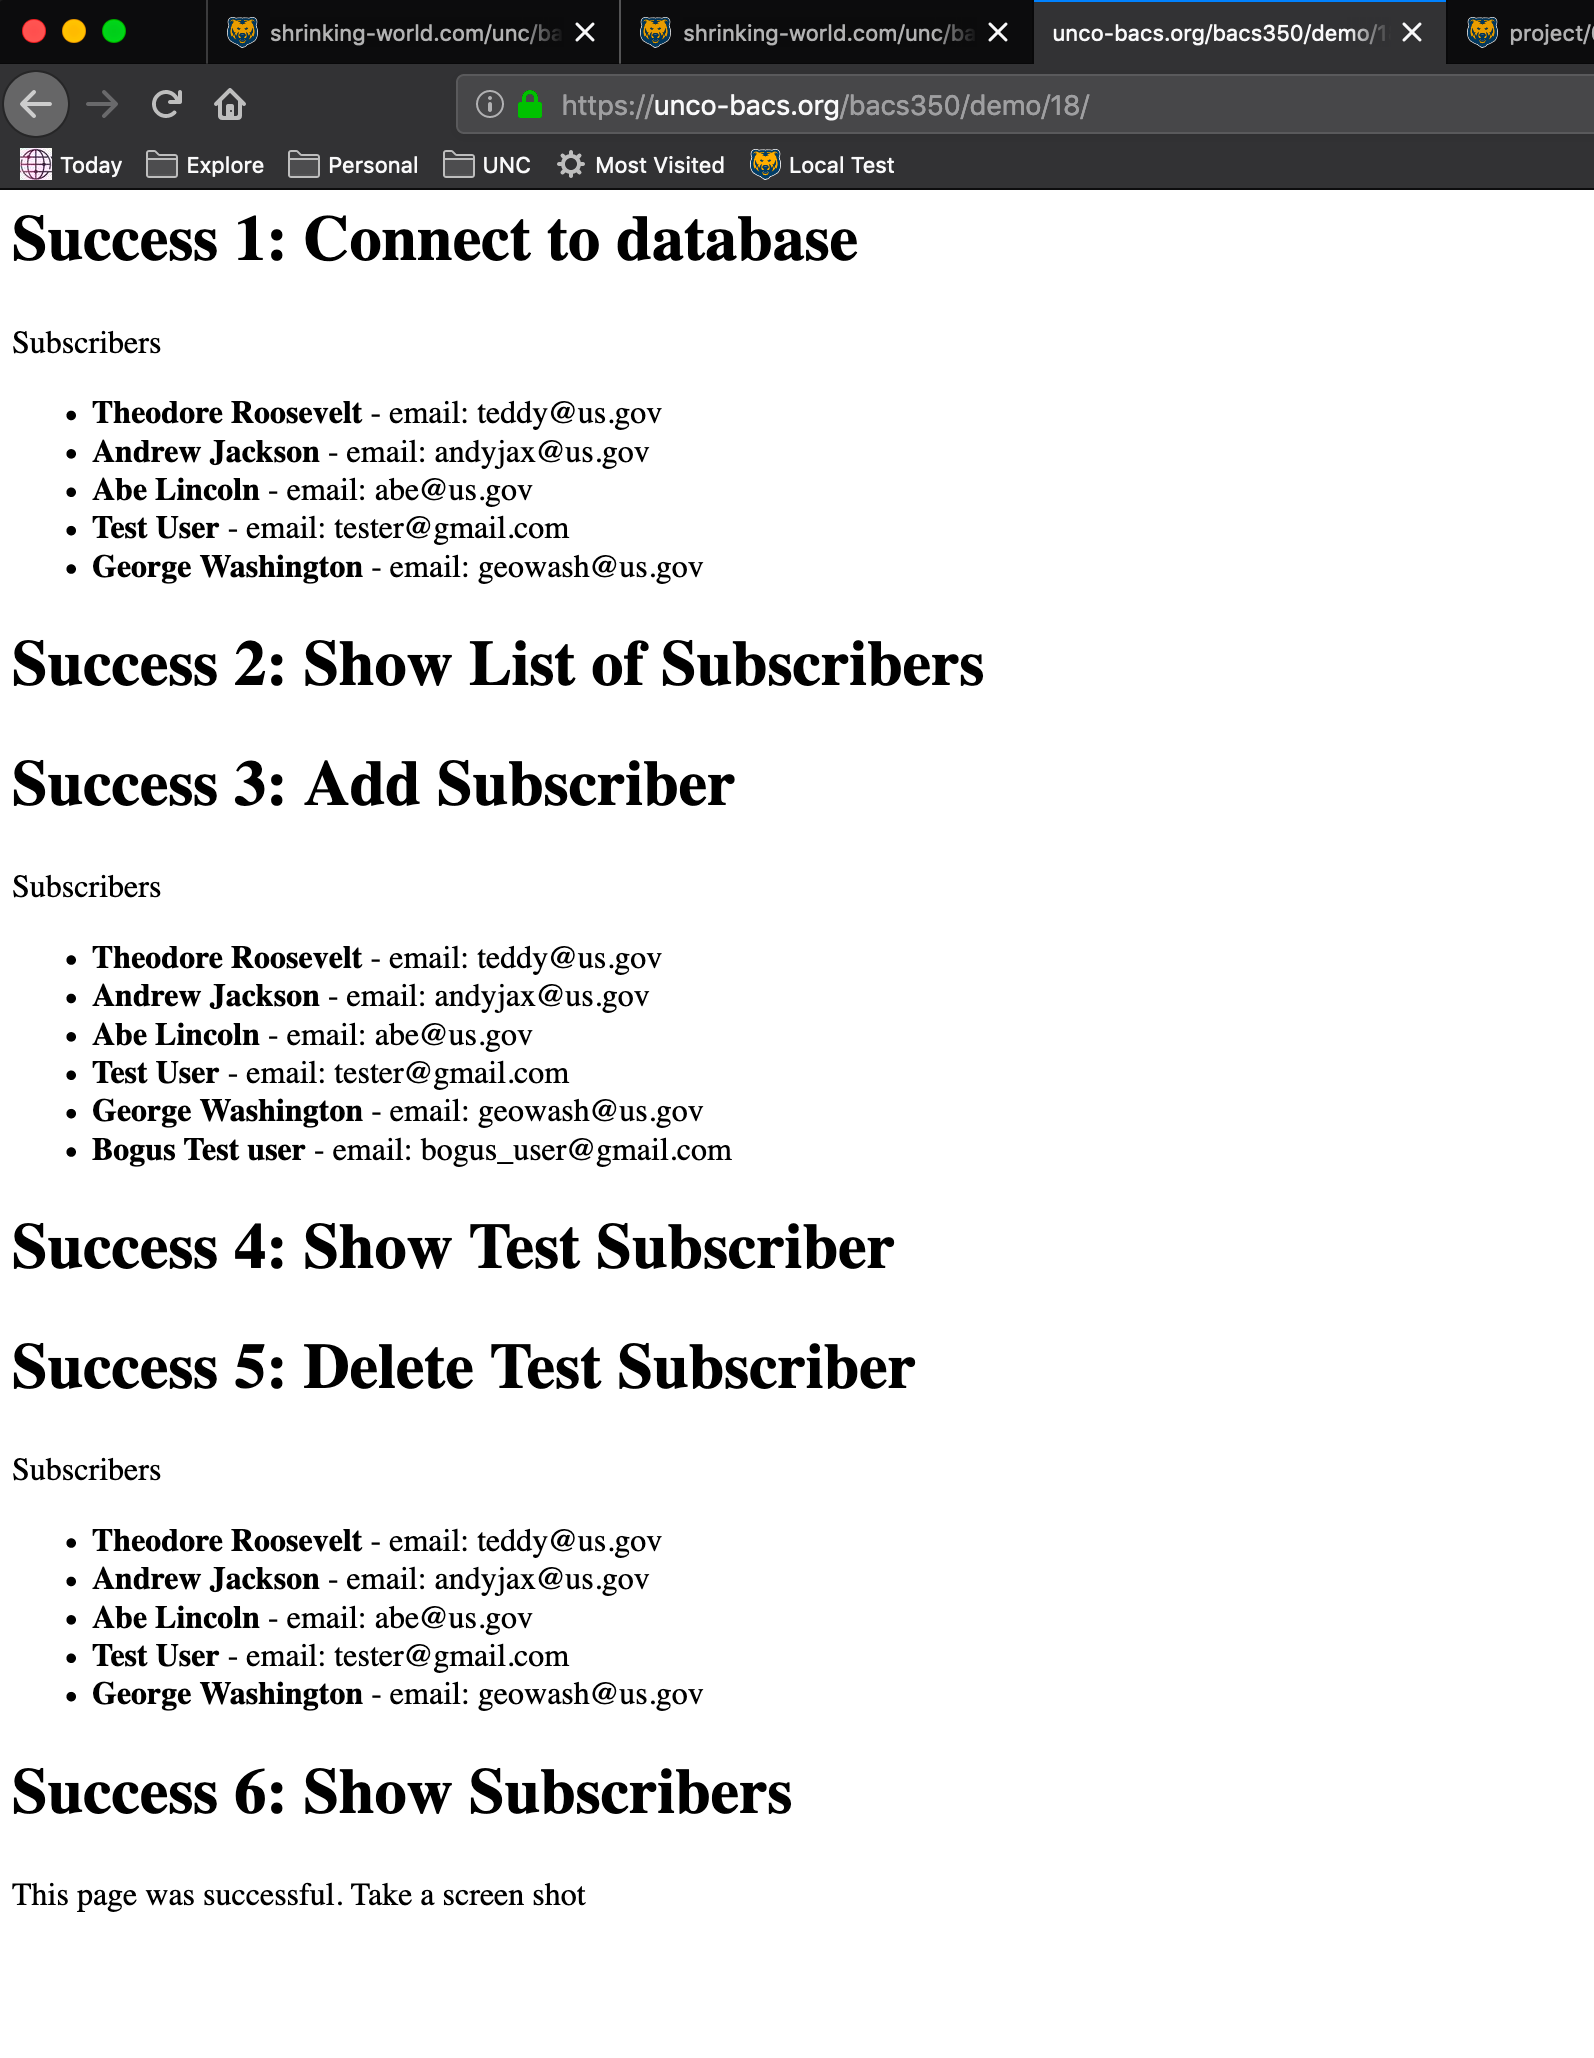 shrinking-world.com/unc/ba
shrinking-world.com/unc/ba
unco-bacs.org/bacs350/demo/1
project/
https://unco-bacs.org/bacs350/demo/18/
Today Explore Personal UNC Most Visited Local Test
Success 1: Connect to database
Subscribers
• Theodore Roosevelt - email: teddy@us.gov
• Andrew Jackson - email: andyjax@us.gov
• Abe Lincoln - email: abe@us.gov
• Test User - email: tester@gmail.com
• George Washington - email: geowash@us.gov
Success 2: Show List of Subscribers
Success 3: Add Subscriber
Subscribers
• Theodore Roosevelt - email: teddy@us.gov
• Andrew Jackson - email: andyjax@us.gov
• Abe Lincoln - email: abe@us.gov
• Test User - email: tester@gmail.com
• George Washington - email: geowash@us.gov
• Bogus Test user - email: bogus_user@gmail.com
Success 4: Show Test Subscriber
Success 5: Delete Test Subscriber
Subscribers
• Theodore Roosevelt - email: teddy@us.gov
• Andrew Jackson - email: andyjax@us.gov
• Abe Lincoln - email: abe@us.gov
• Test User - email: tester@gmail.com
• George Washington - email: geowash@us.gov
Success 6: Show Subscribers
This page was successful. Take a screen shot